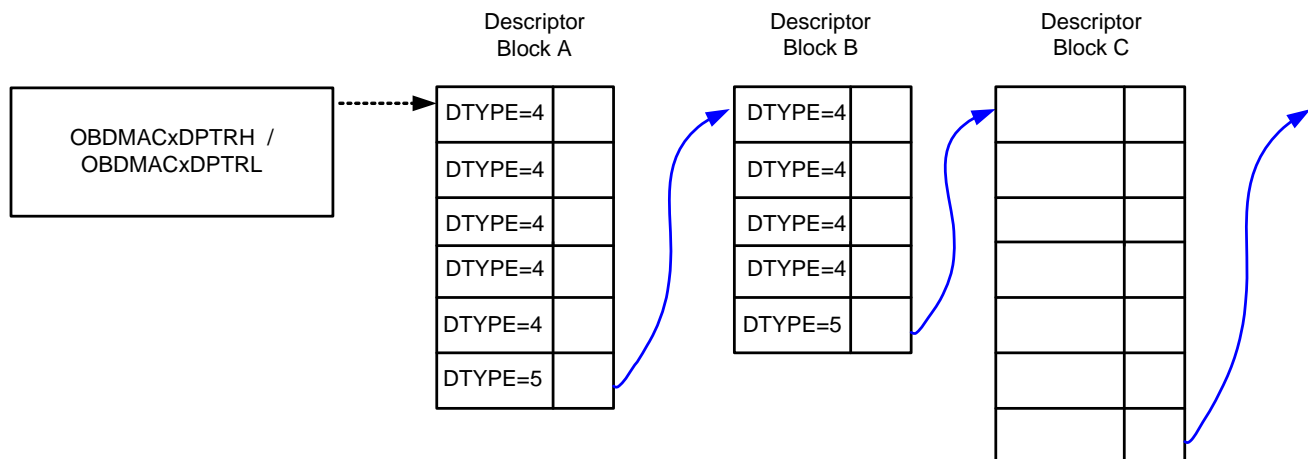 Descriptor
Block A
Descriptor
Block B
Descriptor
Block C
OBDMACxDPTRH /
OBDMACxDPTRL
DTYPE=4
DTYPE=4
DTYPE=4
DTYPE=4
DTYPE=4
DTYPE=5
DTYPE=4
DTYPE=4
DTYPE=4
DTYPE=4
DTYPE=5